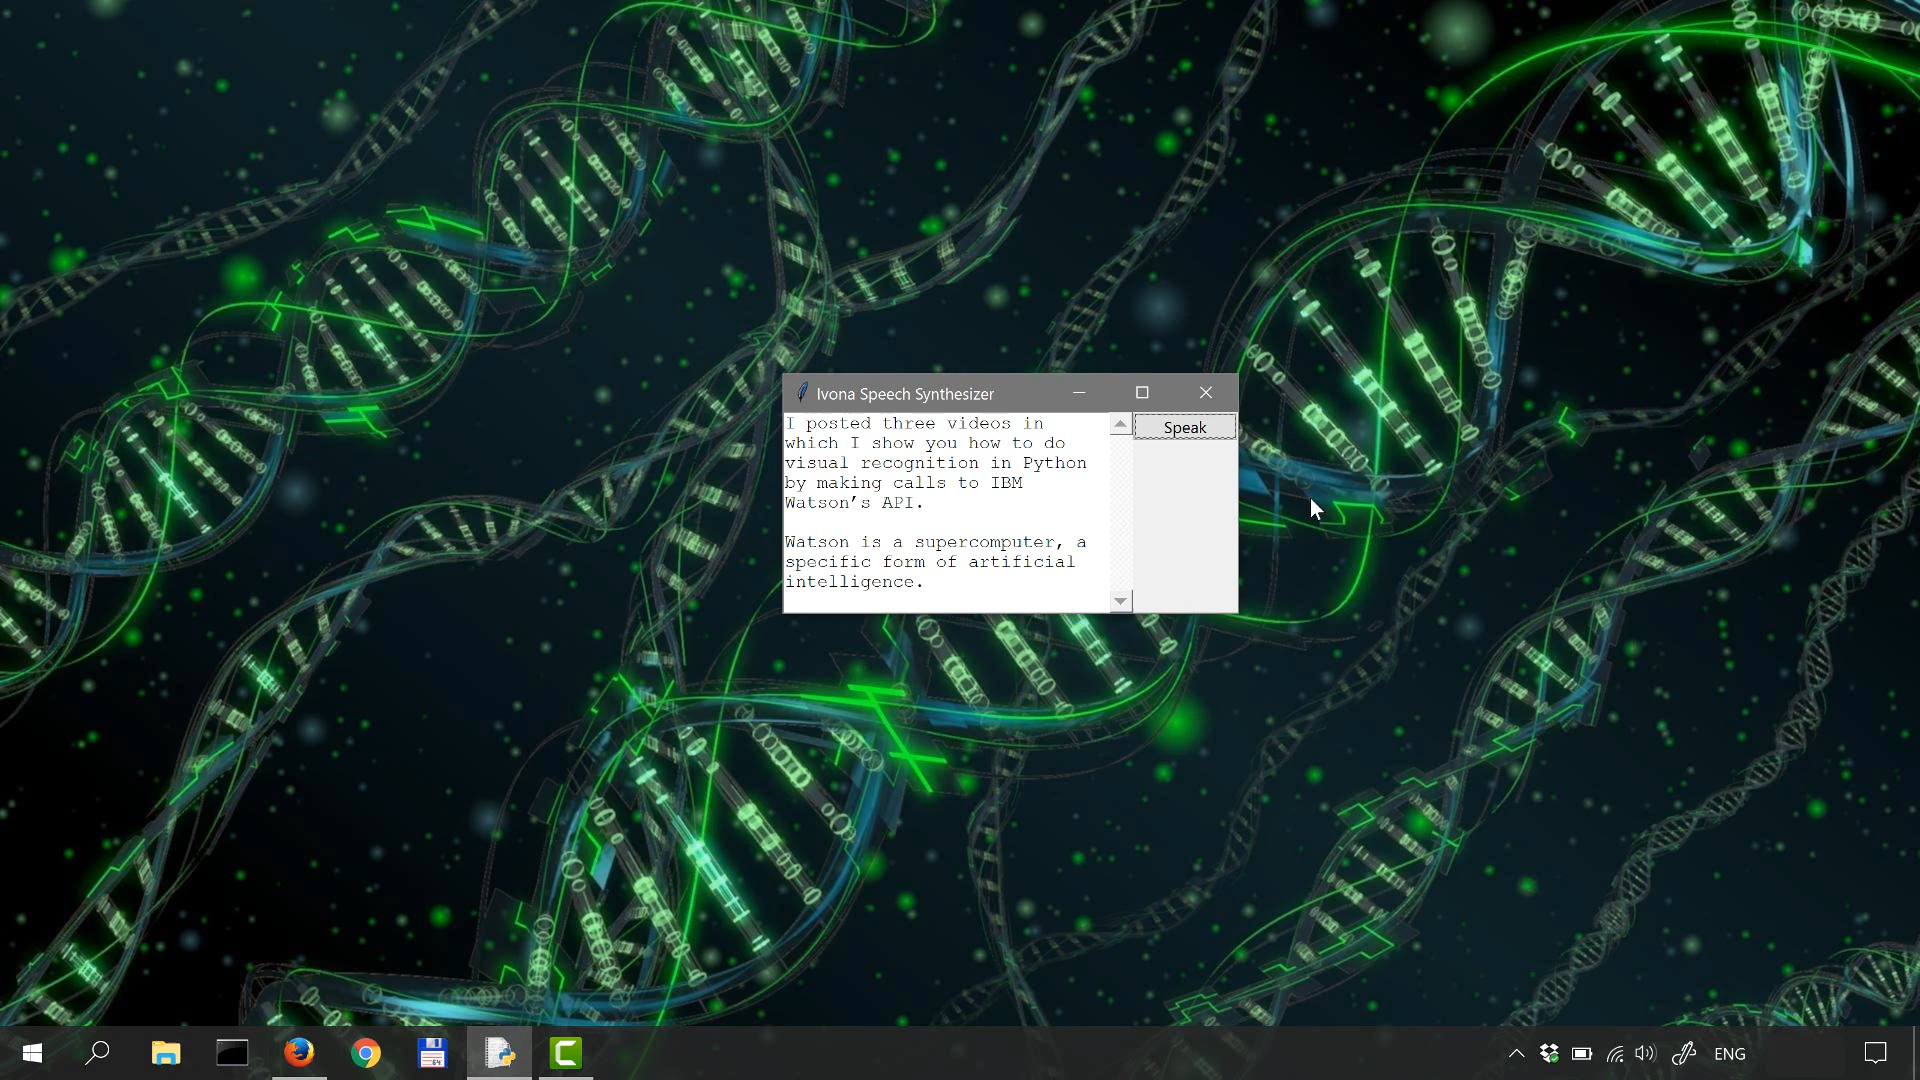 Ivona Speech Synthesizer
I posted three videos in
which I show you how to do
visual recognition in Python
by making calls to IBM
Watson's API.
Watson is a supercomputer, a
specific form of artificial
intelligence.
Speak
64
ENG